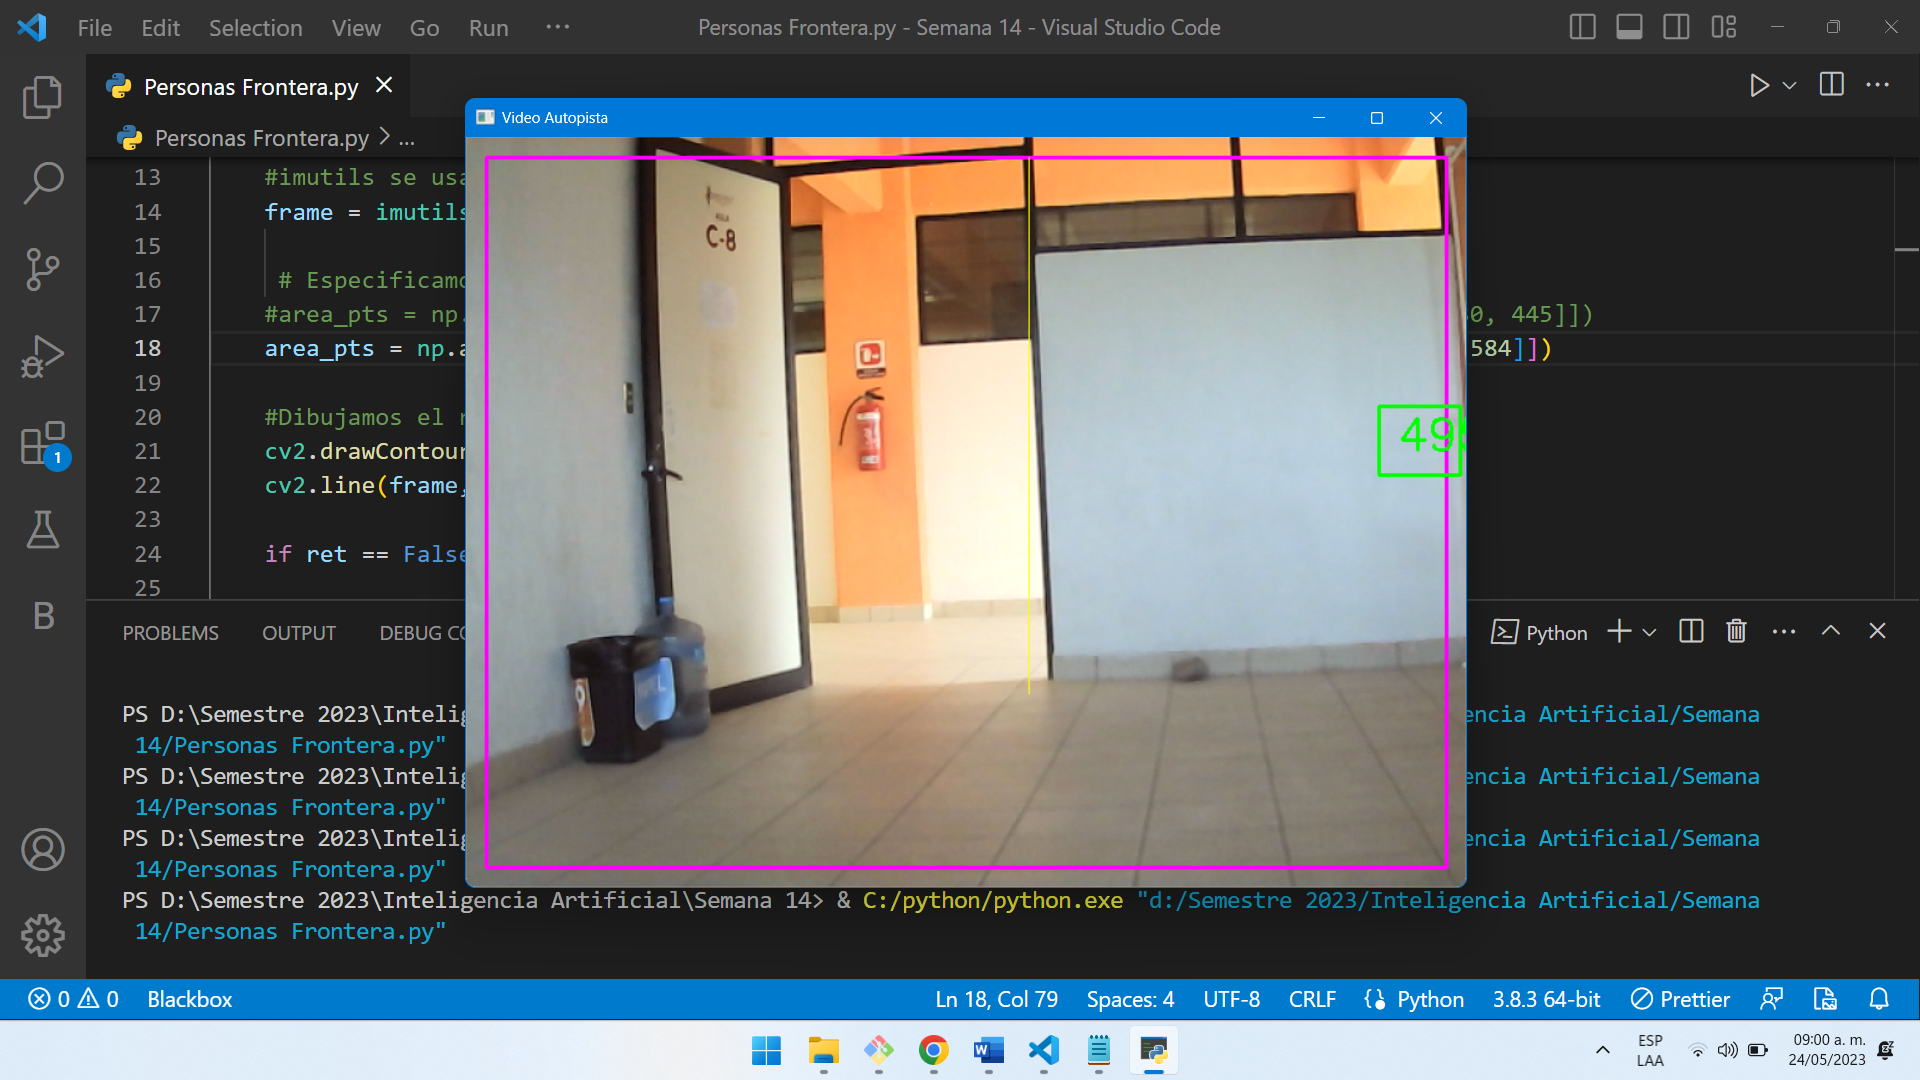 File Edit Selection View Go Run ···
Personas Frontera.py - Semana 14 - Visual Studio Code
Personas Frontera.py
Personas Frontera.py > ...
Video Autopista
13 #imutils se usa
14 frame = imutils
15
16 # Especificamo
17 #area_pts = np. 0, 445]])
18 area_pts = np.a 584]])
19
20 #Dibujamos el r
21 cv2.drawContour
22 cv2.line(frame,
23
24 if ret == False
25
AULA
C-8
49
1
B
PROBLEMS OUTPUT DEBUG CO
Python
PS D:\Semestre 2023\Intelig encia Artificial/Semana
14/Personas Frontera.py"
PS D:\Semestre 2023\Intelig encia Artificial/Semana
14/Personas Frontera.py"
PS D:\Semestre 2023\Intelig encia Artificial/Semana
14/Personas Frontera.py"
PS D:\Semestre 2023\Inteligencia Artificial\Semana 14> & C:/python/python.exe "d:/Semestre 2023/Inteligencia Artificial/Semana
14/Personas Frontera.py"
0 0 Blackbox
Ln 18, Col 79 Spaces: 4 UTF-8 CRLF Python 3.8.3 64-bit Prettier
ESP
LAA
09:00 a. m.
24/05/2023